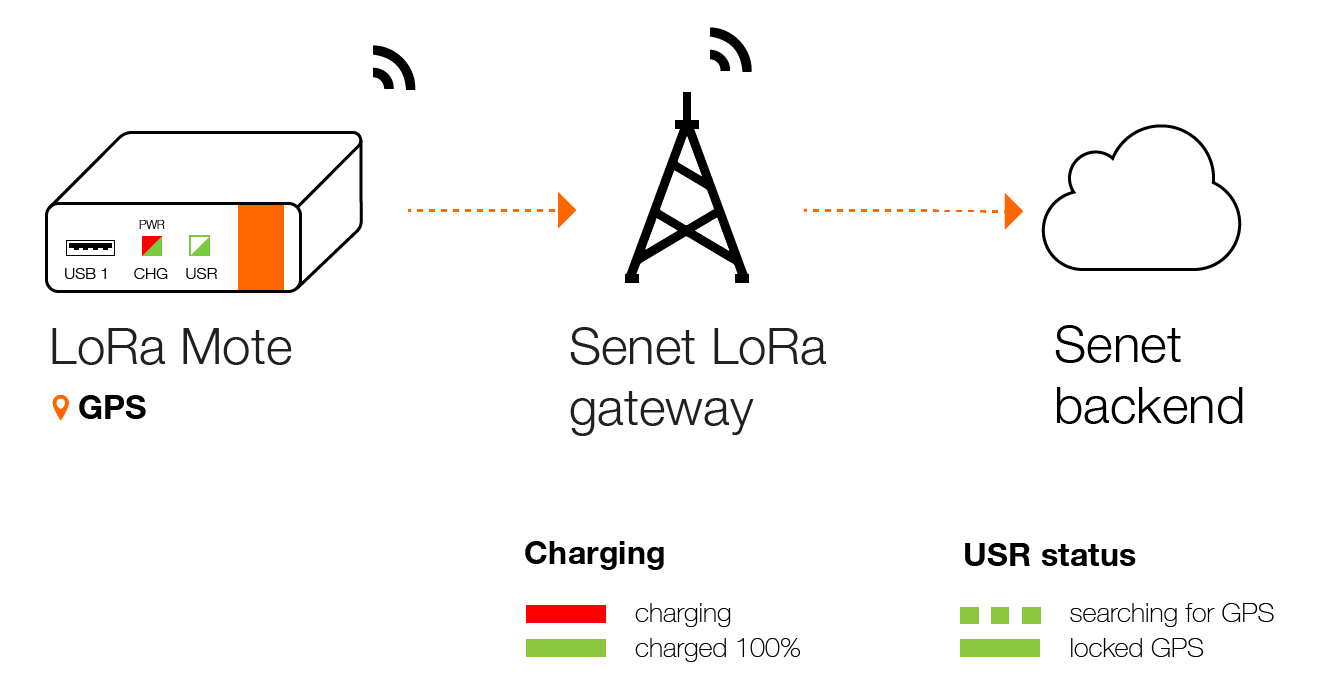 PWR
USB 1 CHG USR
LoRa Mote
GPS
Senet LoRa
gateway
Senet
backend
Charging
charging
charged 100%
USR status
searching for GPS
locked GPS